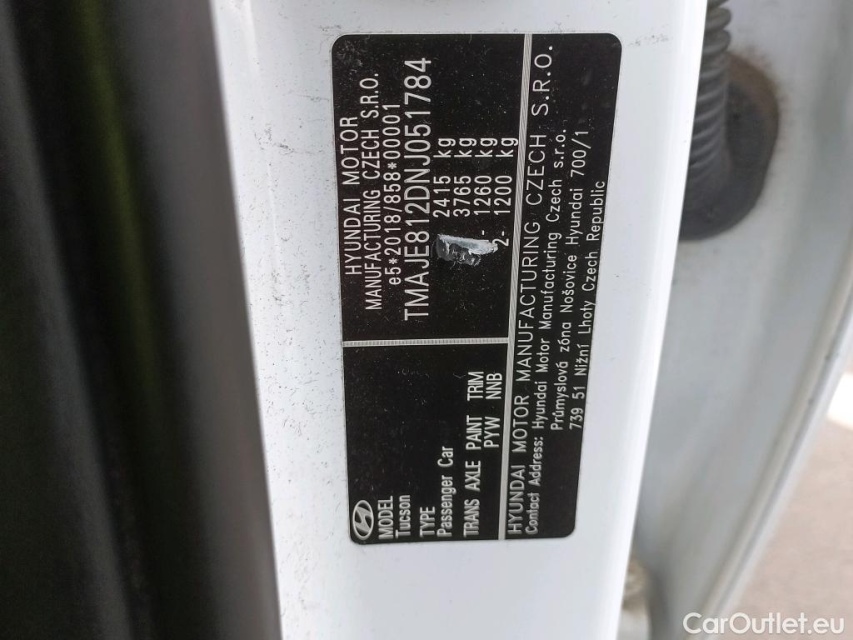 HYUNDAI MOTOR
MANUFACTURING CZECH S.R.O.
e5*2018/858*00001
TMAJE812DNJ051784
2415 kg
3765 kg
- 1260 kg
2- 1200 kg
MODEL
Tucson
TYPE
Passenger Car
TRANS AXLE PAINT TRIM
PYW NNB
HYUNDAI MOTOR MANUFACTURING CZECH S.R.O.
Contact Address: Hyundai Motor Manufacturing Czech s.r.o.
Průmyslová zóna Nošovice Hyundai 700/1
739 51 Nižní Lhoty Czech Republic
CarOutlet.eu